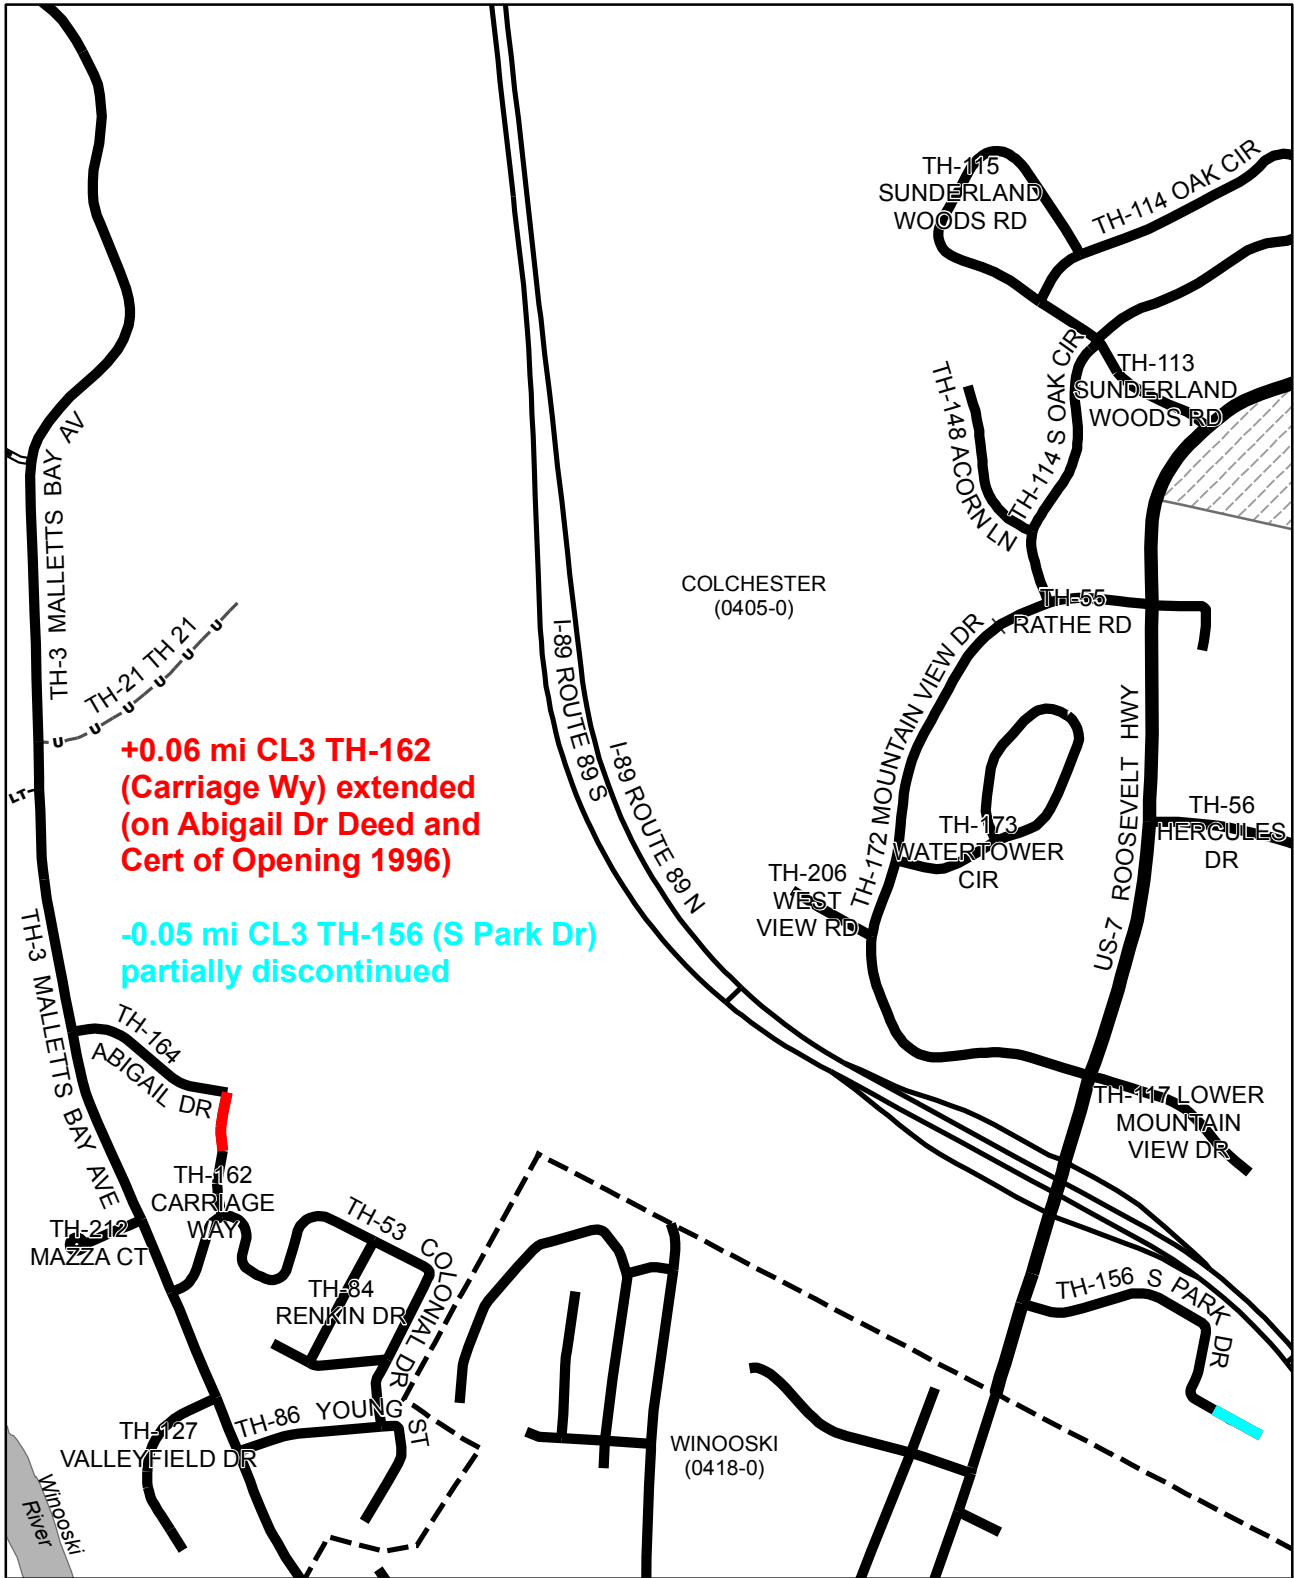 TH-115
SUNDERLAND
WOODS RD
TH-114 OAK CIR
TH-113
SUNDERLAND
WOODS RD
TH-114 S OAK CIR
TH-148 ACORN LN
TH-3 MALLETTS BAY AV
COLCHESTER
(0405-0)
TH-55
RATHE RD
TH-21 TH 21
U
U
U
U
U
U
I-89 ROUTE 89 S
I-89 ROUTE 89 N
TH-172 MOUNTAIN VIEW DR
US-7 ROOSEVELT HWY
+0.06 mi CL3 TH-162
(Carriage Wy) extended
(on Abigail Dr Deed and
Cert of Opening 1996)
LT
TH-56
HERCULES
DR
TH-173
WATERTOWER
CIR
TH-206
WEST
VIEW RD
-0.05 mi CL3 TH-156 (S Park Dr)
partially discontinued
TH-3 MALLETTS BAY AVE
TH-164
ABIGAIL DR
TH-117 LOWER
MOUNTAIN
VIEW DR
TH-162
CARRIAGE
WAY
TH-212
MAZZA CT
TH-53 COLONIAL DR
TH-84
RENKIN DR
TH-156 S PARK DR
TH-86 YOUNG ST
TH-127
VALLEYFIELD DR
WINOOSKI
(0418-0)
Winooski
River